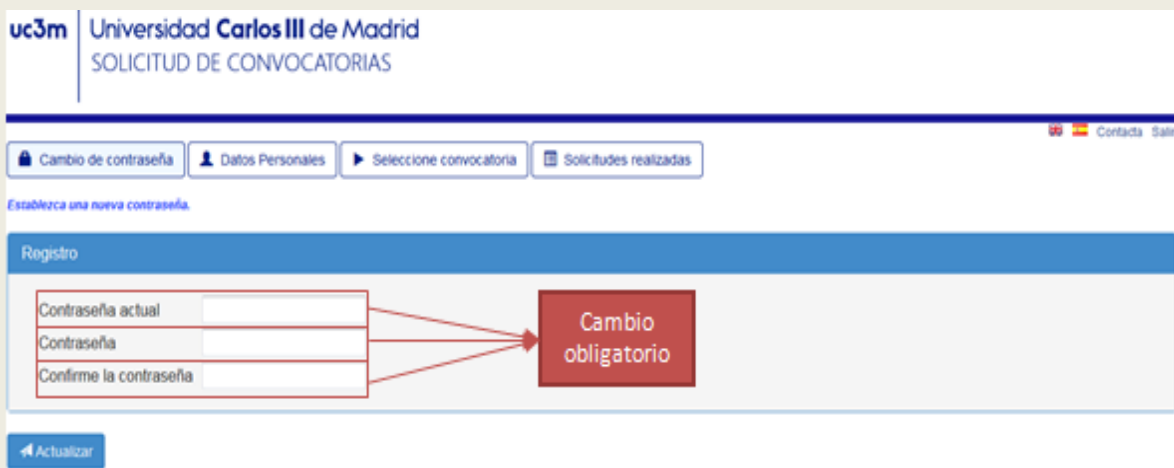 uc3m
Universidad Carlos III de Madrid
SOLICITUD DE CONVOCATORIAS
Contacta
Cambio de contraseña
Datos Personales
Seleccione convocatoria
Solicitudes realizadas
Establezca una nueva contraseña.
Registro
Contraseña actual
Contraseña
Confirme la contraseña
Cambio
obligatorio
Actualizar